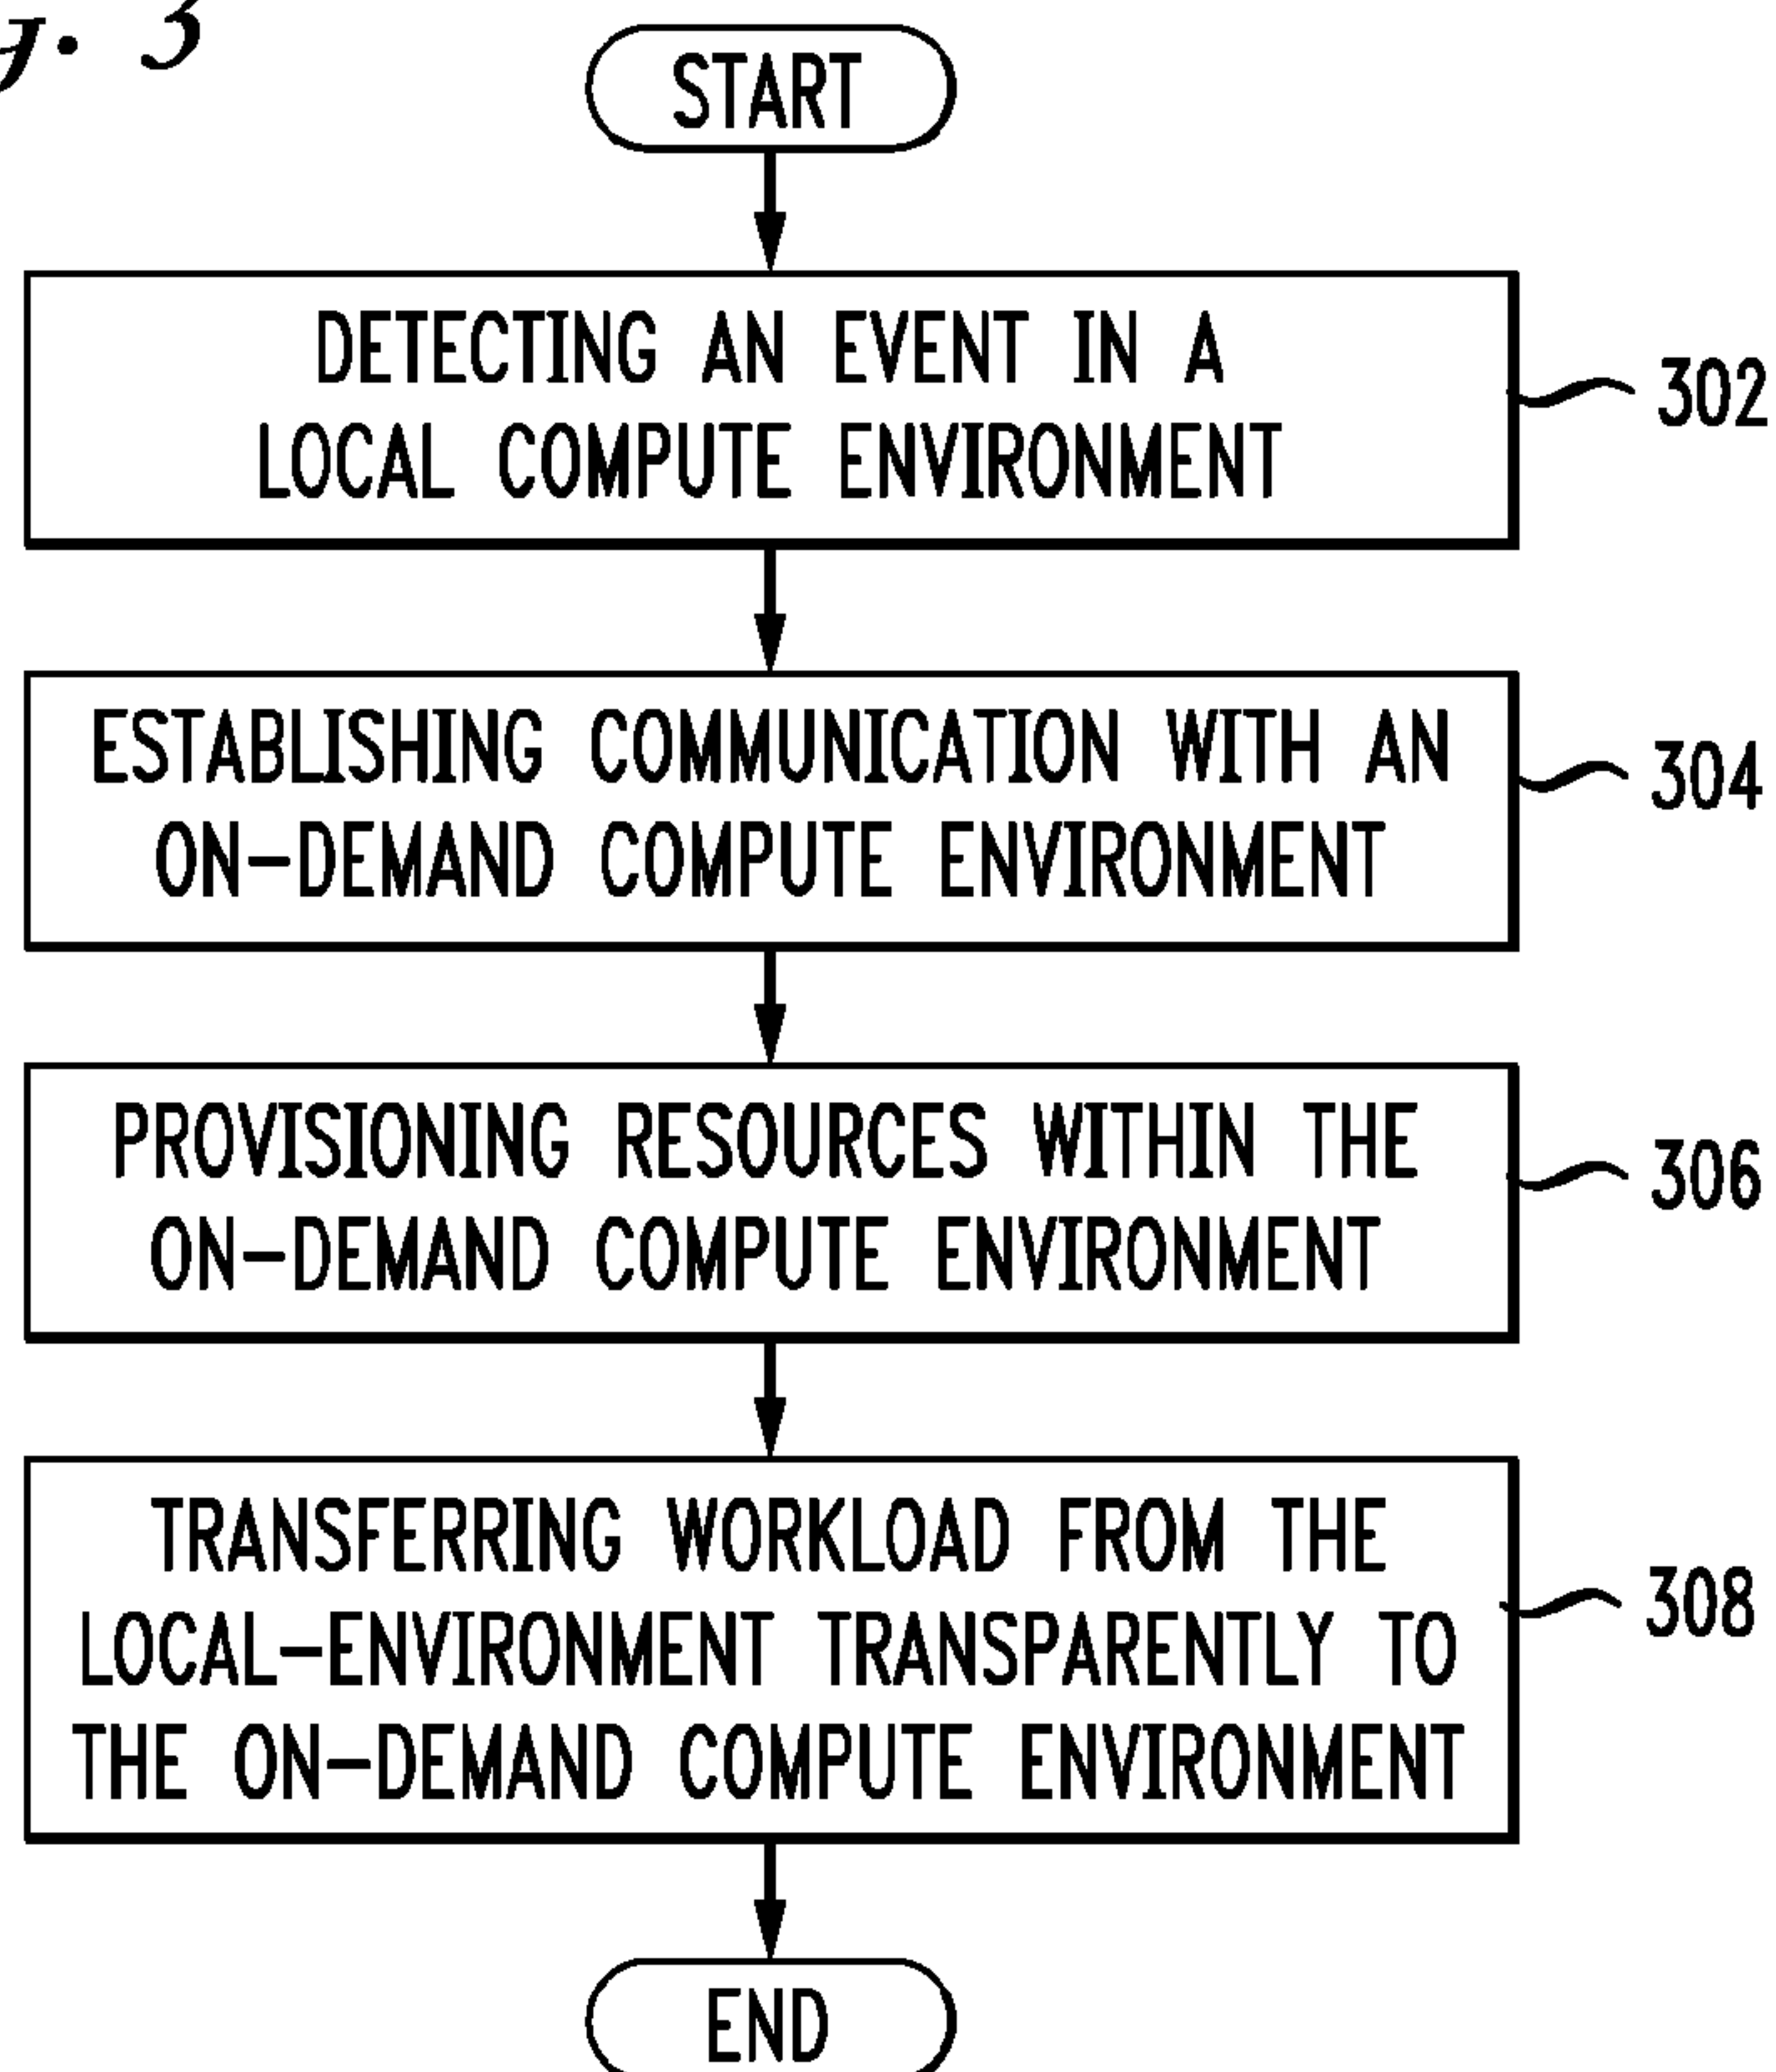 g. 3
START
DETECTING AN EVENT IN A
LOCAL COMPUTE ENVIRONMENT
302
ESTABLISHING COMMUNICATION WITH AN
ON-DEMAND COMPUTE ENVIRONMENT
304
PROVISIONING RESOURCES WITHIN THE
ON-DEMAND COMPUTE ENVIRONMENT
306
TRANSFERRING WORKLOAD FROM THE
LOCAL-ENVIRONMENT TRANSPARENTLY TO
THE ON-DEMAND COMPUTE ENVIRONMENT
308
END